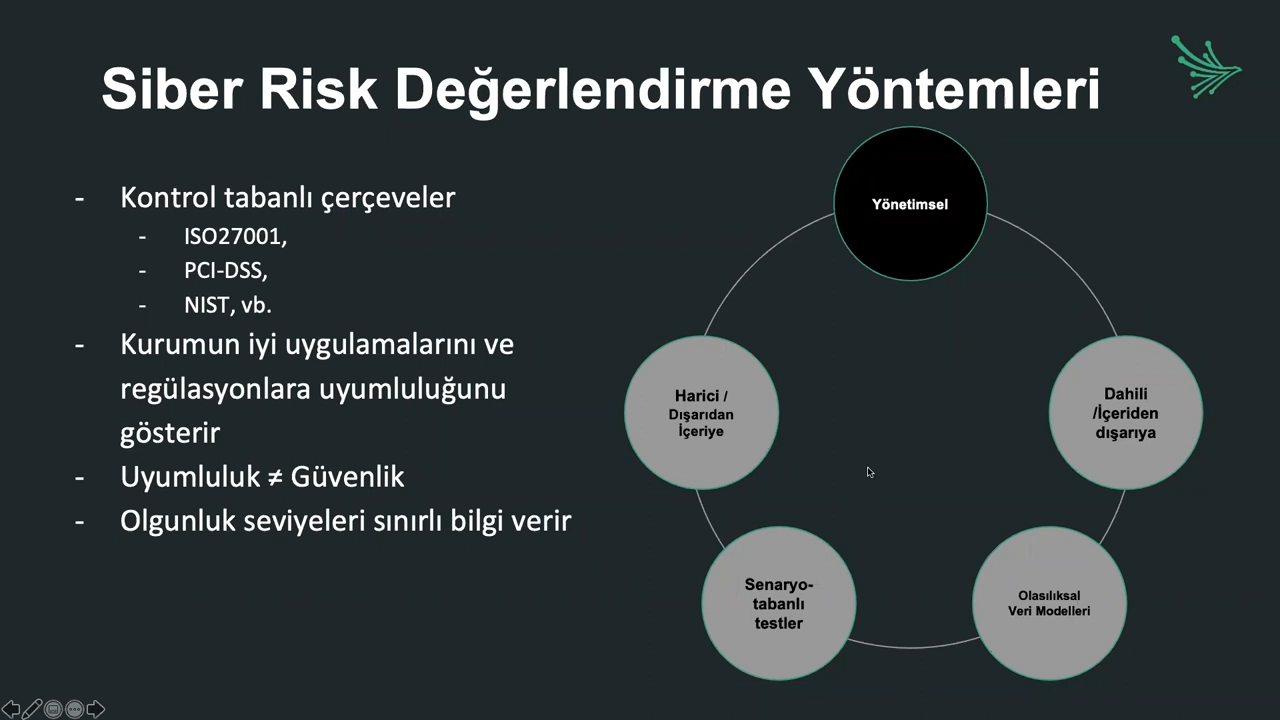 Siber Risk Değerlendirme Yöntemleri
- Kontrol tabanlı çerçeveler
- ISO27001,
- PCI-DSS,
- NIST, vb.
- Kurumun iyi uygulamalarını ve
regülasyonlara uyumluluğunu
gösterir
- Uyumluluk ≠ Güvenlik
- Olgunluk seviyeleri sınırlı bilgi verir
Yönetimsel
Harici /
Dışarıdan
İçeriye
Dahili
/İçeriden
dışarıya
Senaryo-
tabanlı
testler
Olasılıksal
Veri Modelleri